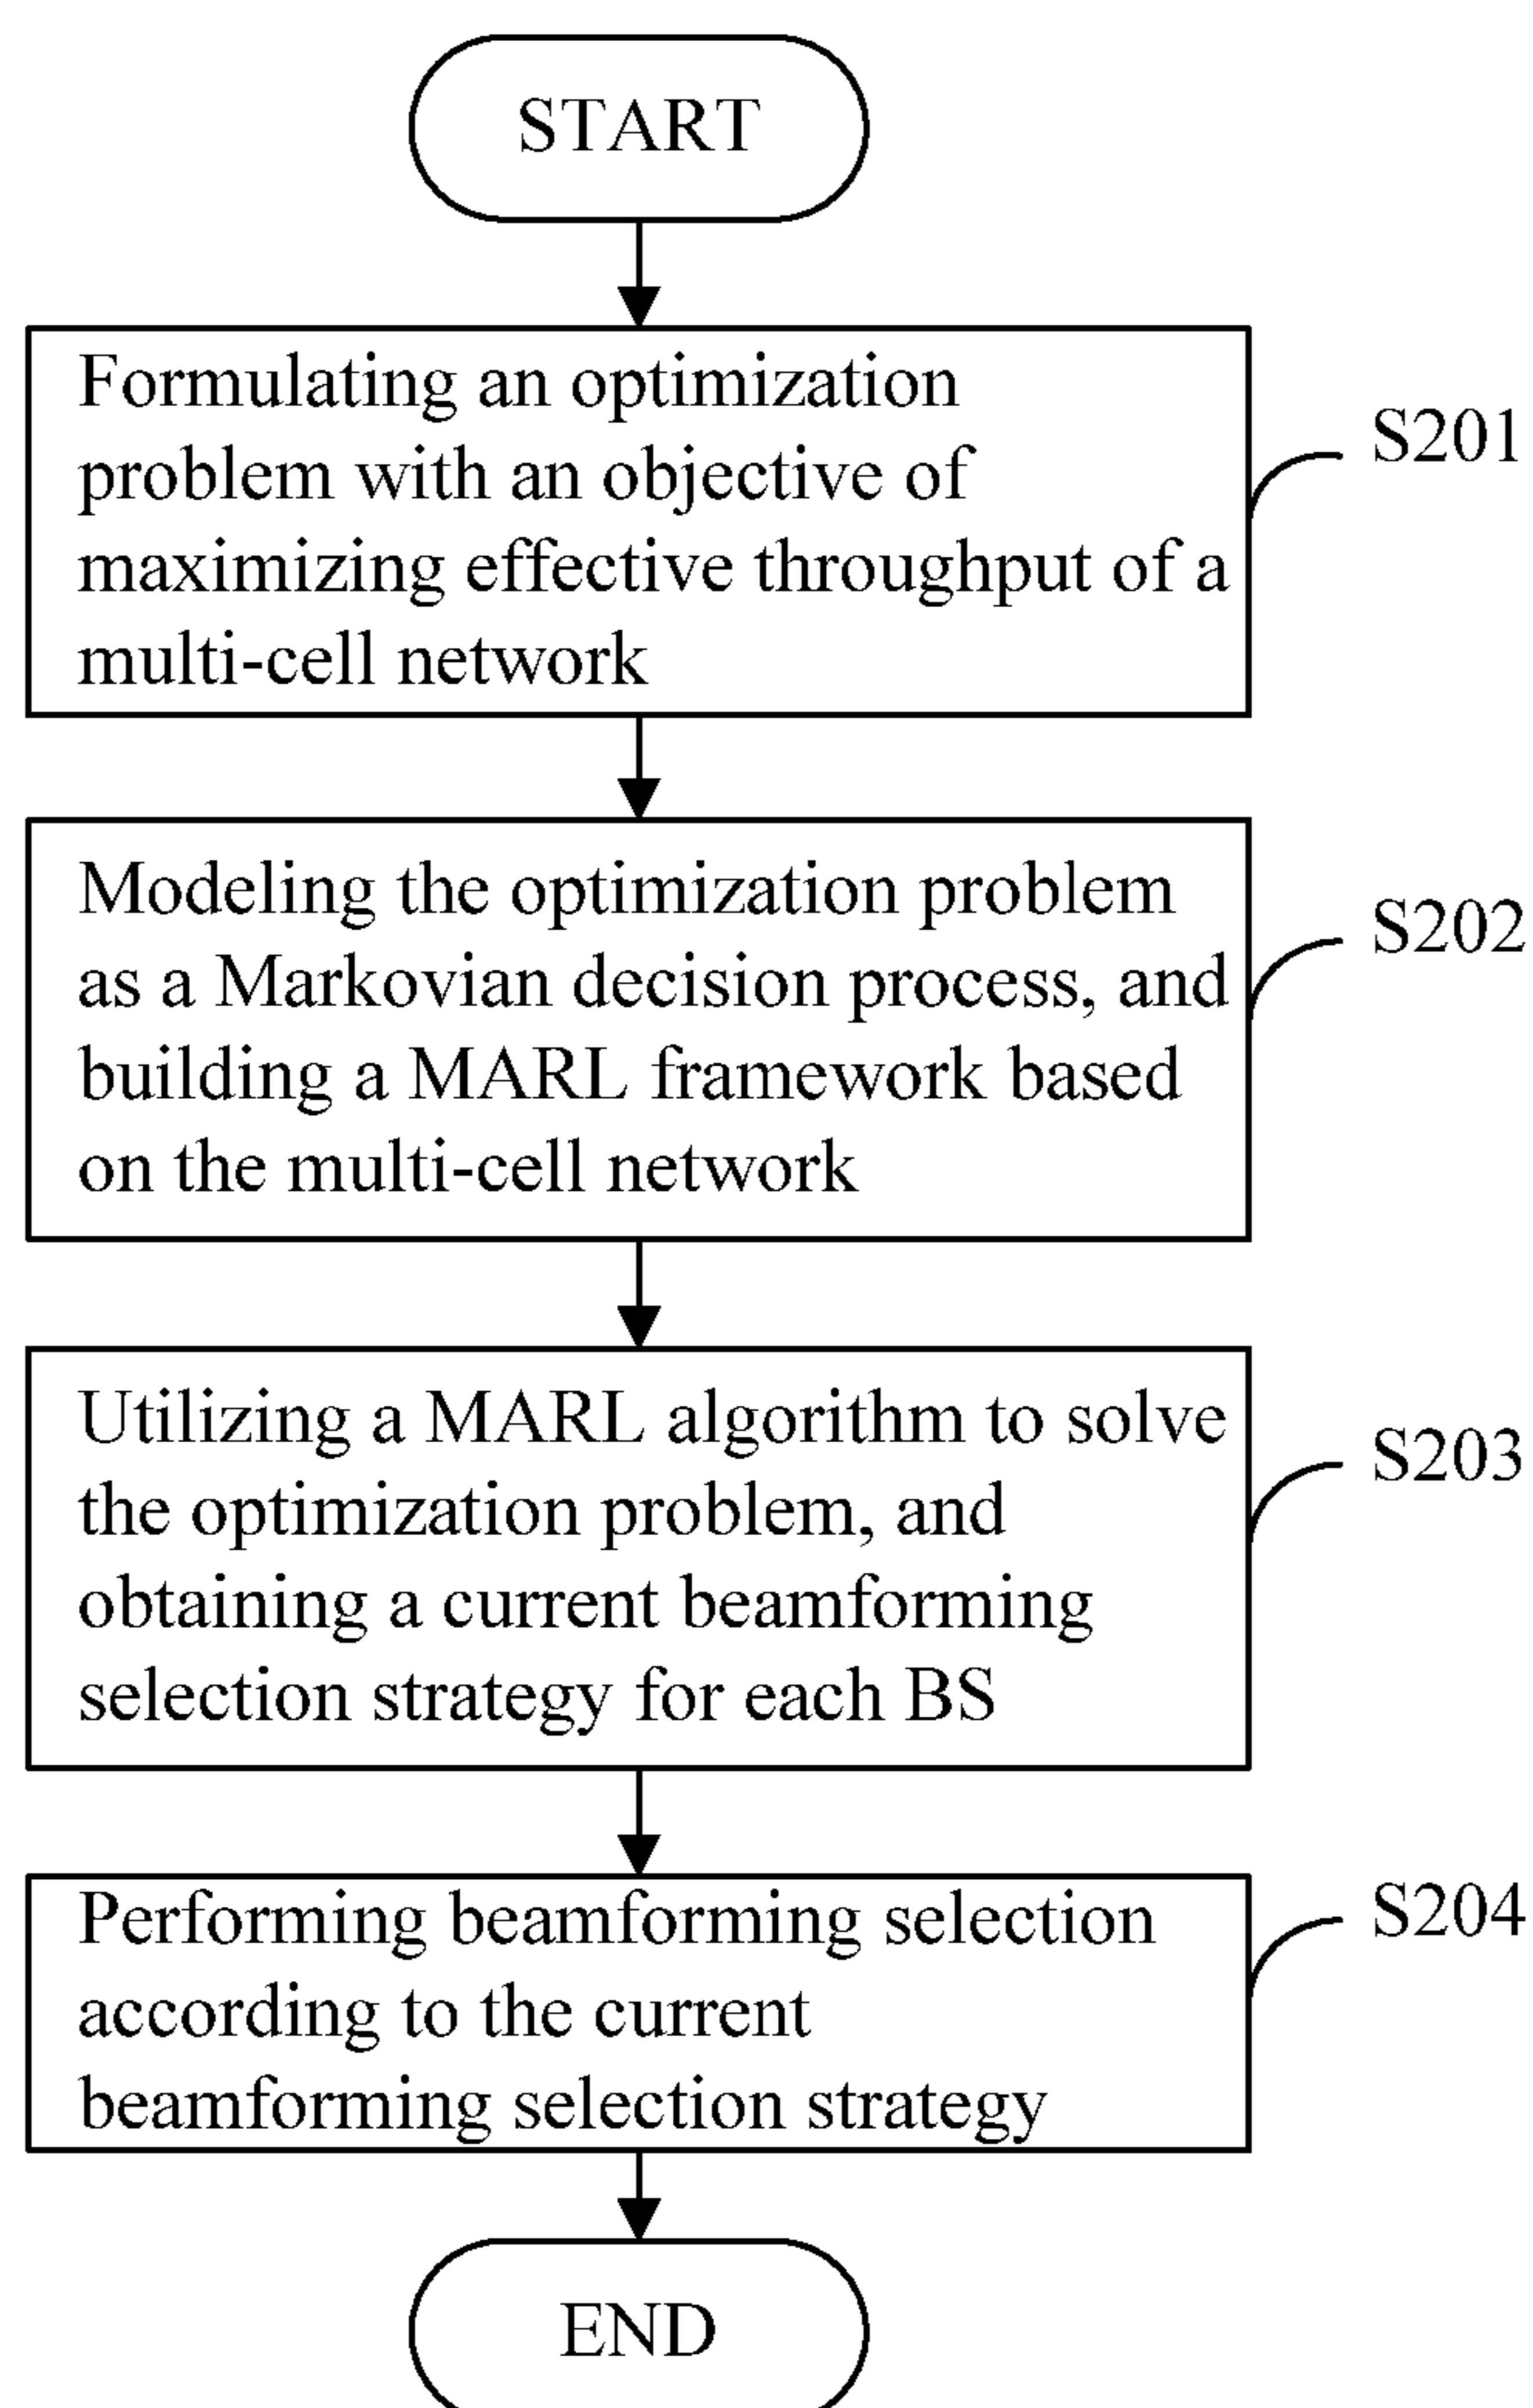 START
Formulating an optimization
problem with an objective of
maximizing effective throughput of a
multi-cell network
S201
Modeling the optimization problem
as a Markovian decision process, and
building a MARL framework based
on the multi-cell network
S202
Utilizing a MARL algorithm to solve
the optimization problem, and
obtaining a current beamforming
selection strategy for each BS
S203
Performing beamforming selection
according to the current
beamforming selection strategy
S204
END